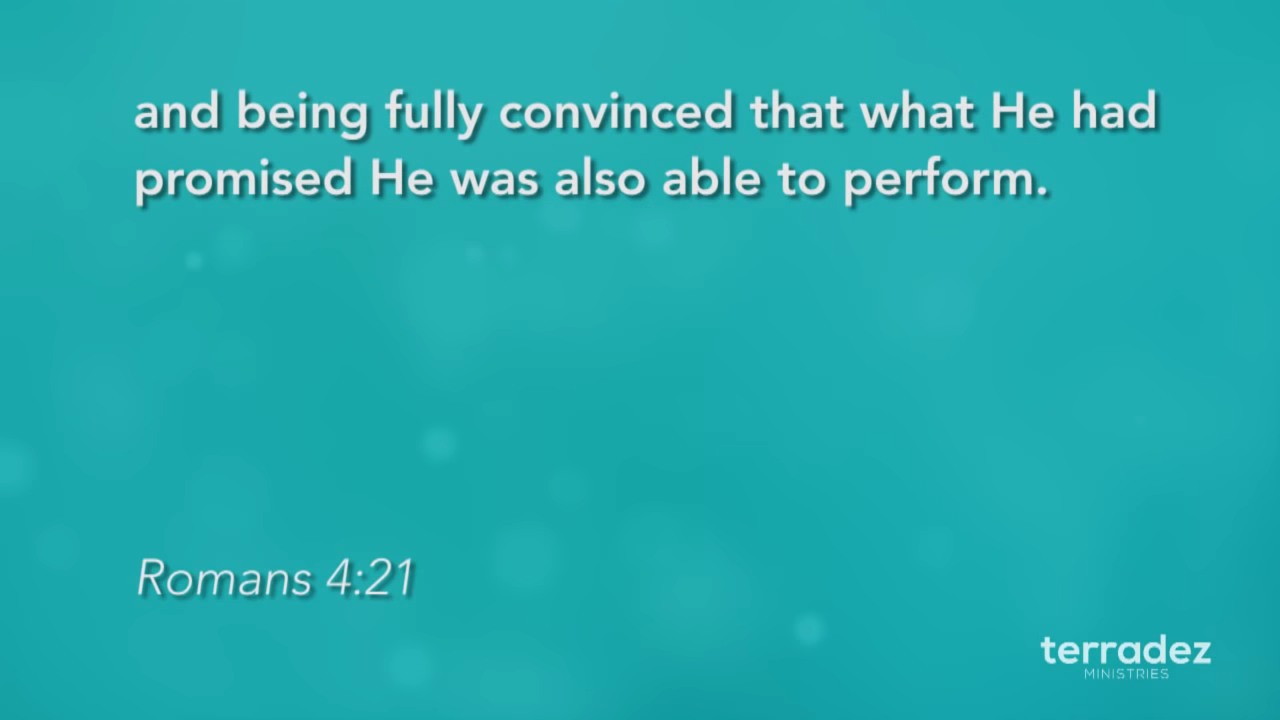 and being fully convinced that what He had
promised He was also able to perform.
Romans 4:21
terradez
MINISTRIES